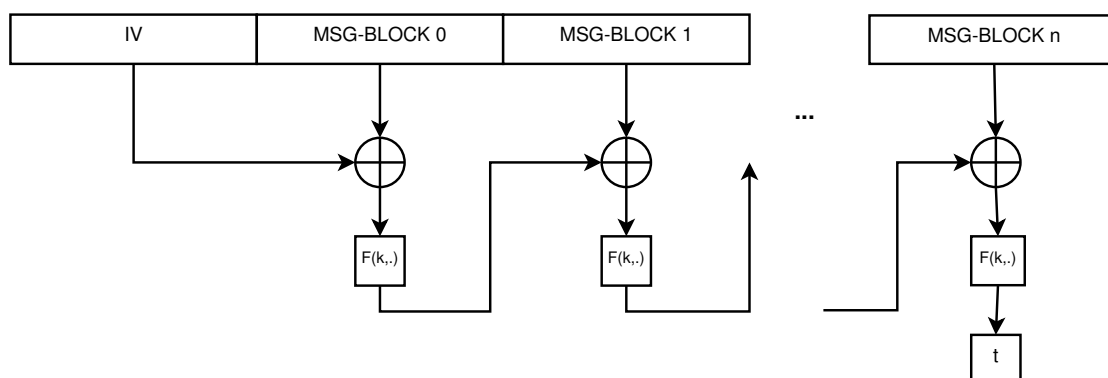 IV
MSG-BLOCK 0
MSG-BLOCK 1
MSG-BLOCK n
...
F(k,.)
F(k,.)
F(k,.)
t